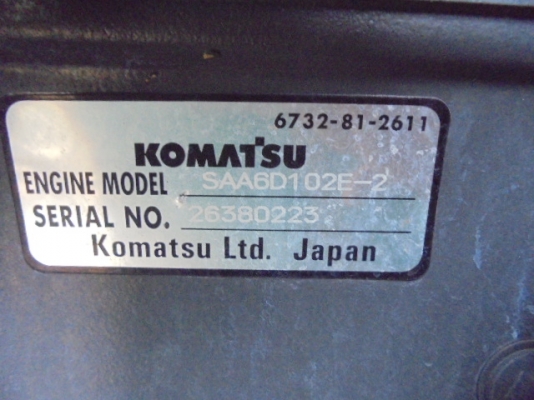 6732-81-2611
KOMATSU
ENGINE MODEL SAA6D102E-2
SERIAL NO. 26380223
Komatsu Ltd. Japan